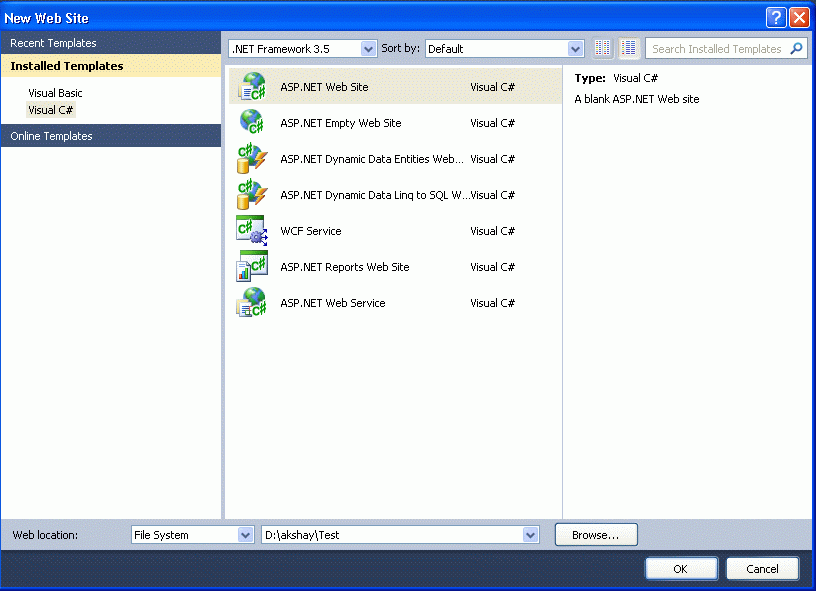 New Web Site
Recent Templates
Installed Templates
Visual Basic
Visual C#
Online Templates
.NET Framework 3.5 Sort by: Default Search Installed Templates
ASP.NET Web Site Visual C#
ASP.NET Empty Web Site Visual C#
ASP.NET Dynamic Data Entities Web... Visual C#
ASP.NET Dynamic Data Linq to SQL W... Visual C#
WCF Service Visual C#
ASP.NET Reports Web Site Visual C#
ASP.NET Web Service Visual C#
Type: Visual C#
A blank ASP.NET Web site
Web location: File System D:\akshay\Test Browse...
OK Cancel